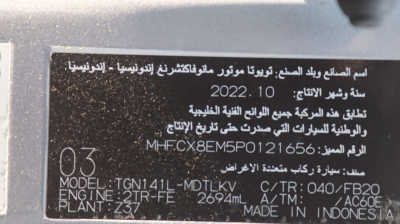 اسم الصانع وبلد الصنع: تويوتا موتور مانوفاكتشرنغ إندونيسيا - إندونيسيا
سنة وشهر الإنتاج: 2022.10
تطابق هذه المركبة جميع اللوائح الفنية الخليجية
والوطنية للسيارات التي صدرت حتى تاريخ الإنتاج
الرقم المميز: MHFCX8EM5P0121656
صنف: سيارة ركاب متعددة الاغراض
03
MODEL: TGN141L-MDTLKV C/TR: 040/FB20
ENGINE: 2TR-FE 2694mL A/TM: /AC60E
PLANT: Z37 MADE IN INDONESIA